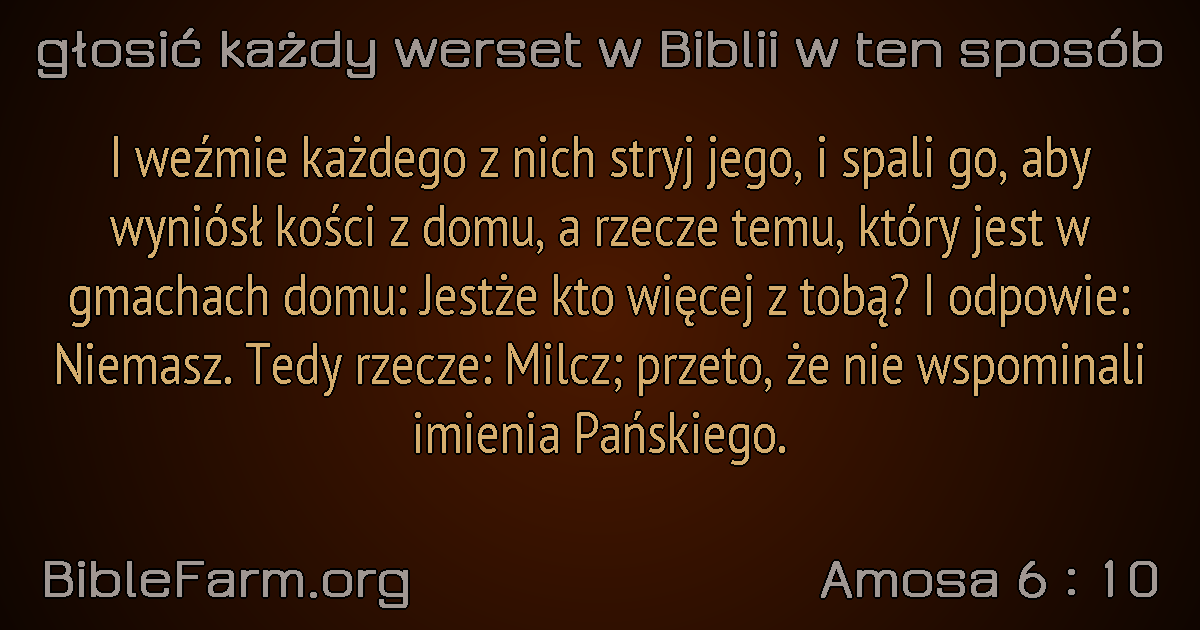 głosić każdy werset w Biblii w ten sposób
I weźmie każdego z nich stryj jego, i spali go, aby
wyniósł kości z domu, a rzecze temu, który jest w
gmachach domu: Jestże kto więcej z tobą? I odpowie:
Niemasz. Tedy rzecze: Milcz; przeto, że nie wspominali
imienia Pańskiego.
BibleFarm.org
Amosa 6 : 10